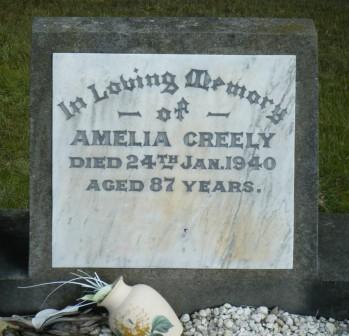 In Loving Memory
— of —
AMELIA CREELY
DIED 24TH JAN. 1940
AGED 87 YEARS.